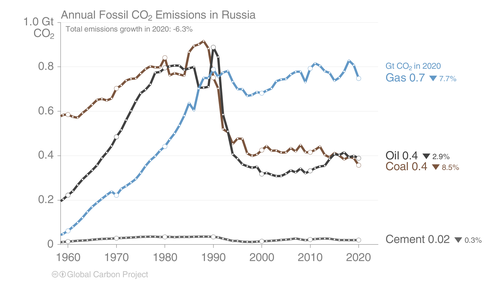 Annual Fossil CO₂ Emissions in Russia
1.0 Gt
CO₂
Total emissions growth in 2020: -6.3%
0.8
0.6
0.4
0.2
0
Gt CO₂ in 2020
Gas 0.7 ▼ 7.7%
Oil 0.4 ▼ 2.9%
Coal 0.4 ▼ 8.5%
Cement 0.02 ▼ 0.3%
1960 1970 1980 1990 2000 2010 2020
Global Carbon Project